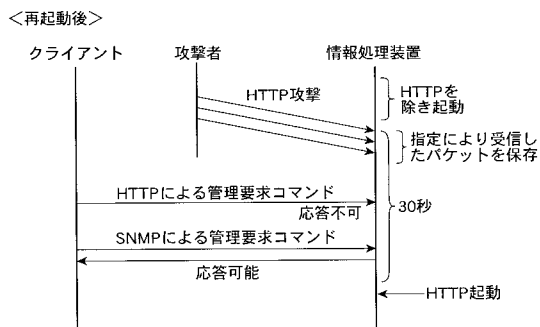 ＜再起動後＞
クライアント
攻撃者
情報処理装置
HTTP攻撃
HTTPを
除き起動
指定により受信し
たパケットを保存
HTTPによる管理要求コマンド
応答不可
30秒
SNMPによる管理要求コマンド
応答可能
HTTP起動